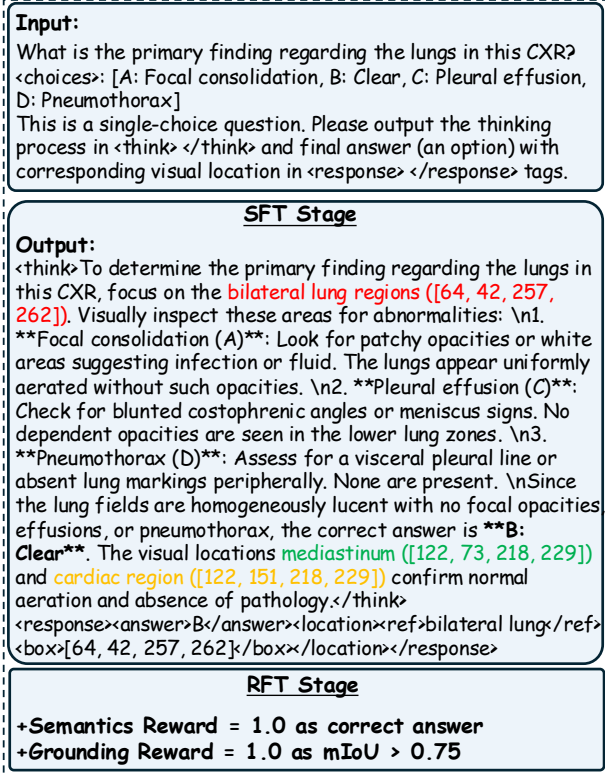 Input:
What is the primary finding regarding the lungs in this CXR?
<choices>: [A: Focal consolidation, B: Clear, C: Pleural effusion,
D: Pneumothorax]
This is a single-choice question. Please output the thinking
process in <think> </think> and final answer (an option) with
corresponding visual location in <response> </response> tags.
SFT Stage
Output:
<think>To determine the primary finding regarding the lungs in
this CXR, focus on the bilateral lung regions ([64, 42, 257,
262]). Visually inspect these areas for abnormalities: \n1.
**Focal consolidation (A)**: Look for patchy opacities or white
areas suggesting infection or fluid. The lungs appear uniformly
aerated without such opacities. \n2. **Pleural effusion (C)**:
Check for blunted costophrenic angles or meniscus signs. No
dependent opacities are seen in the lower lung zones. \n3.
**Pneumothorax (D)**: Assess for a visceral pleural line or
absent lung markings peripherally. None are present. \nSince
the lung fields are homogeneously lucent with no focal opacities,
effusions, or pneumothorax, the correct answer is **B:
Clear**. The visual locations mediastinum ([122, 73, 218, 229])
and cardiac region ([122, 151, 218, 229]) confirm normal
aeration and absence of pathology.</think>
<response><answer>B</answer><location><ref>bilateral lung</ref>
<box>[64, 42, 257, 262]</box></location></response>
RFT Stage
+Semantics Reward = 1.0 as correct answer
+Grounding Reward = 1.0 as mIoU > 0.75